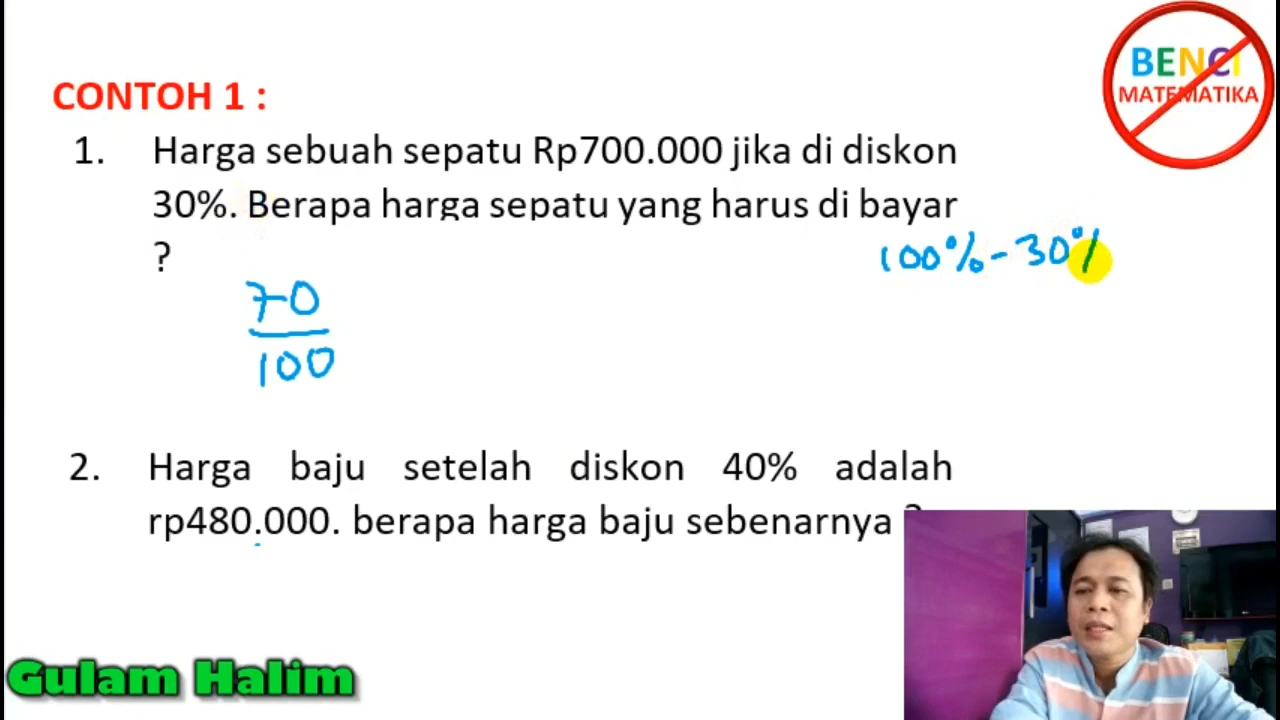 BENCI
MATEMATIKA
CONTOH 1 :
1. Harga sebuah sepatu Rp700.000 jika di diskon
30%. Berapa harga sepatu yang harus di bayar
?
100% - 30%
70
100
2. Harga baju setelah diskon 40% adalah
rp480.000. berapa harga baju sebenarnya ?
Gulam Halim